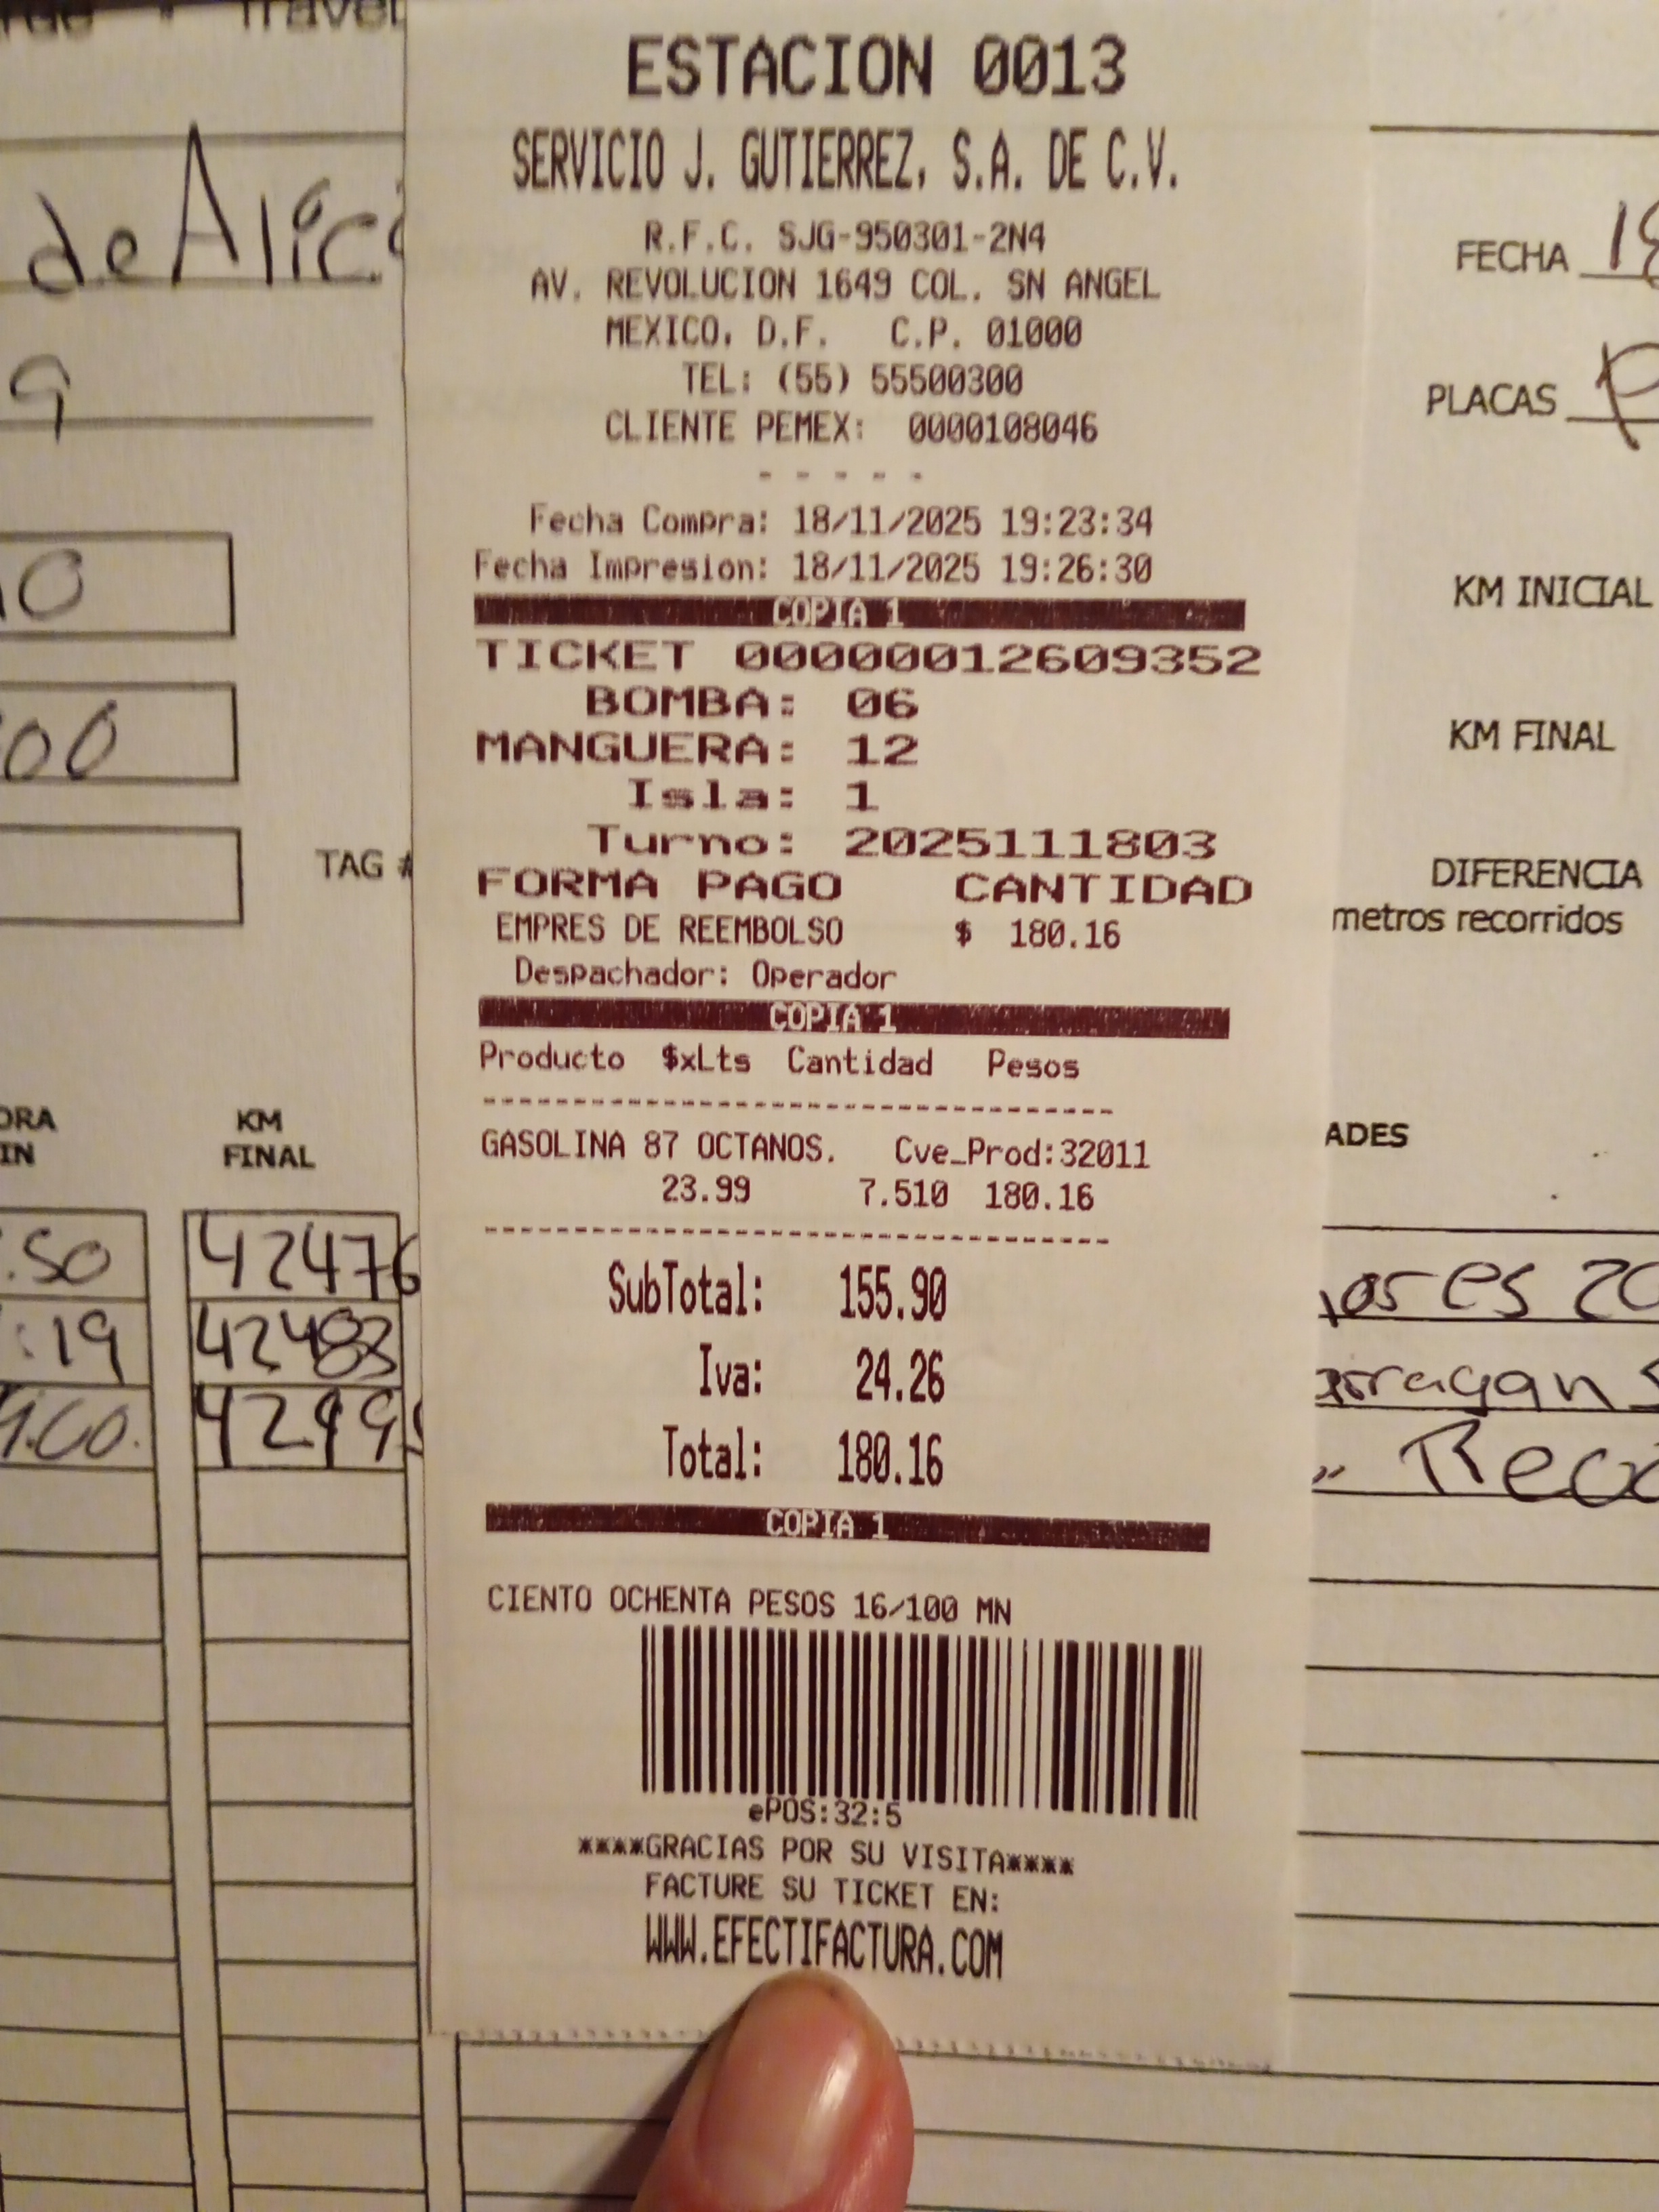 ESTACION 0013
SERVICIO J. GUTIERREZ, S.A. DE C.V.
R.F.C. SJG-950301-2N4
AV. REVOLUCION 1649 COL. SN ANGEL
MEXICO, D.F. C.P. 01000
TEL: (55) 55500300
CLIENTE PEMEX: 0000108046
- - - - -
Fecha Compra: 18/11/2025 19:23:34
Fecha Impresion: 18/11/2025 19:26:30
COPIA 1
TICKET 00000012609352
BOMBA: 06
MANGUERA: 12
Isla: 1
Turno: 2025111803
FORMA PAGO CANTIDAD
EMPRES DE REEMBOLSO $ 180.16
Despachador: Operador
COPIA 1
Producto $xLts Cantidad Pesos
GASOLINA 87 OCTANOS. Cve_Prod:32011
23.99 7.510 180.16
SubTotal: 155.90
Iva: 24.26
Total: 180.16
COPIA 1
CIENTO OCHENTA PESOS 16/100 MN
ePOS:32:5
****GRACIAS POR SU VISITA****
FACTURE SU TICKET EN:
WWW.EFECTIFACTURA.COM
de Alic
9
TAG #
KM
FINAL
42476
42483
FECHA
PLACAS
KM INICIAL
KM FINAL
DIFERENCIA
metros recorridos
ADES